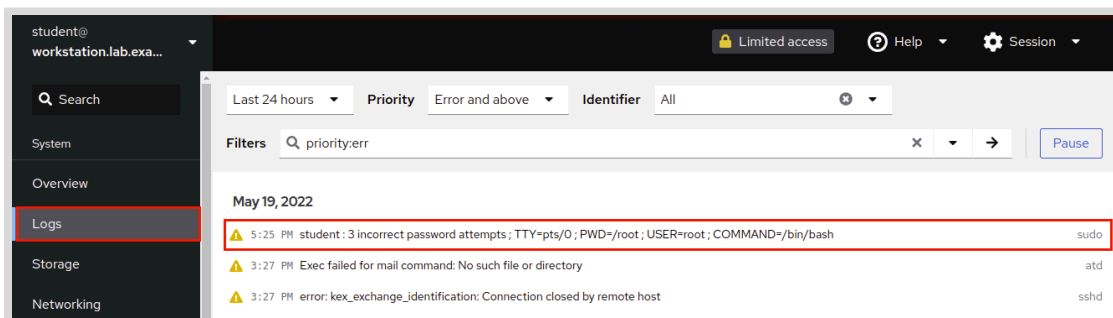 student@
workstation.lab.exa...
Limited access
Help
Session
Search
System
Overview
Logs
Storage
Networking
Last 24 hours Priority Error and above Identifier All
Filters priority:err Pause
May 19, 2022
5:25 PM student : 3 incorrect password attempts ; TTY=pts/0 ; PWD=/root ; USER=root ; COMMAND=/bin/bash sudo
3:27 PM Exec failed for mail command: No such file or directory atd
3:27 PM error: kex_exchange_identification: Connection closed by remote host sshd